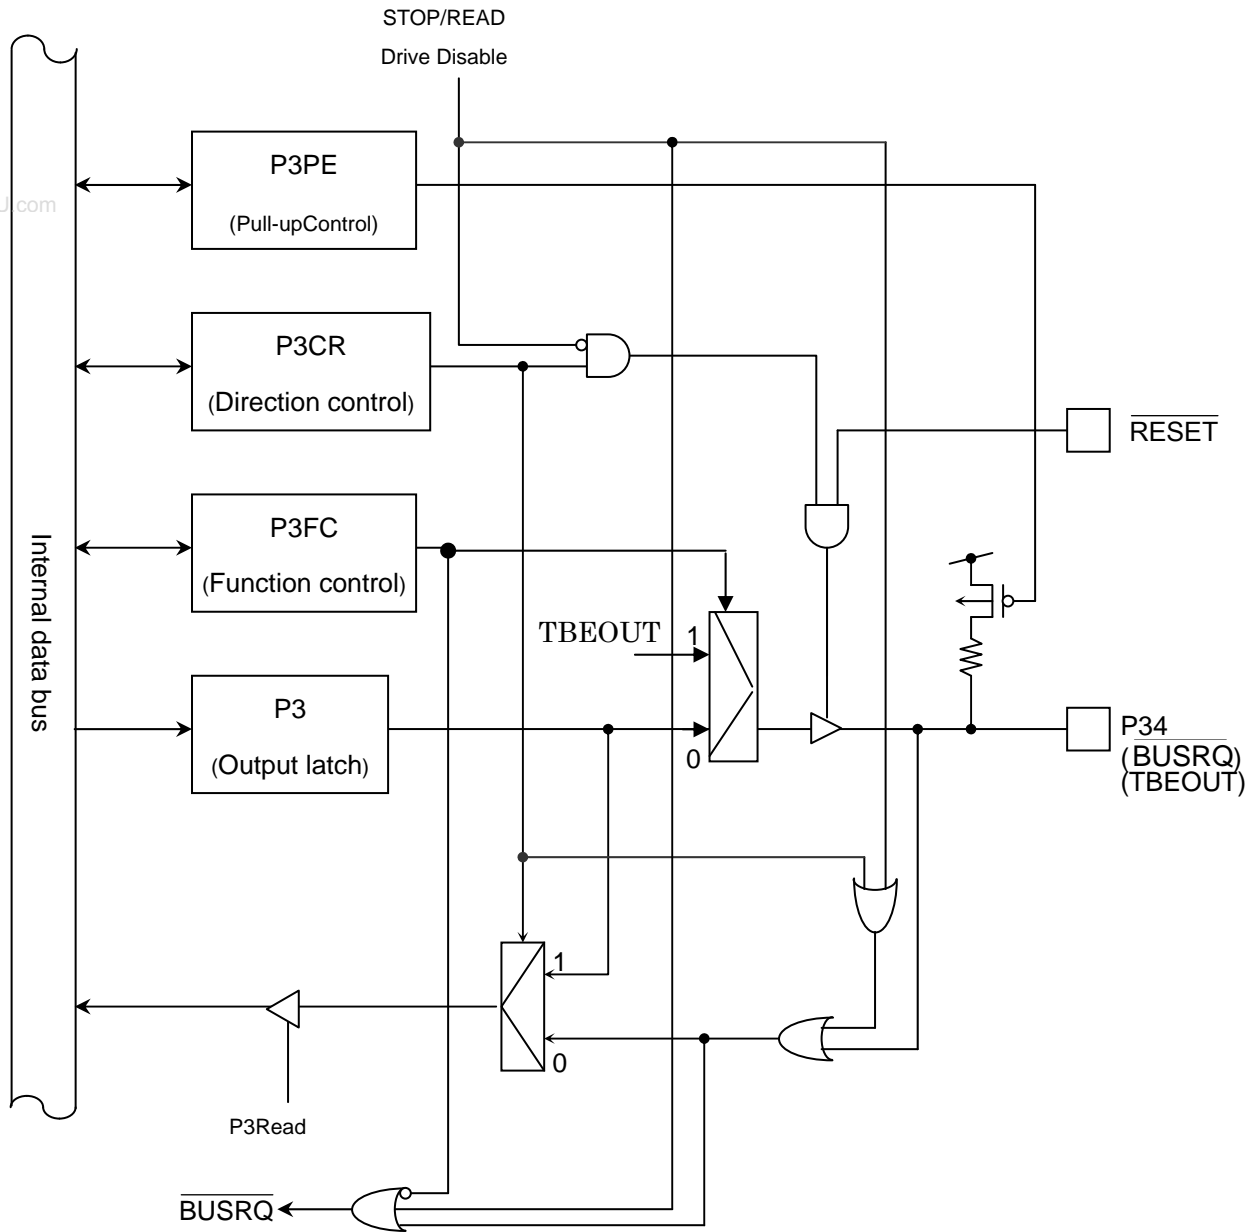 STOP/READ
Drive Disable
P3PE
(Pull-upControl)
U.com
P3CR
(Direction control)
RESET
P3FC
(Function control)
Internal data bus
TBEOUT
1
0
P3
(Output latch)
P34
(BUSRQ)
(TBEOUT)
1
0
P3Read
BUSRQ